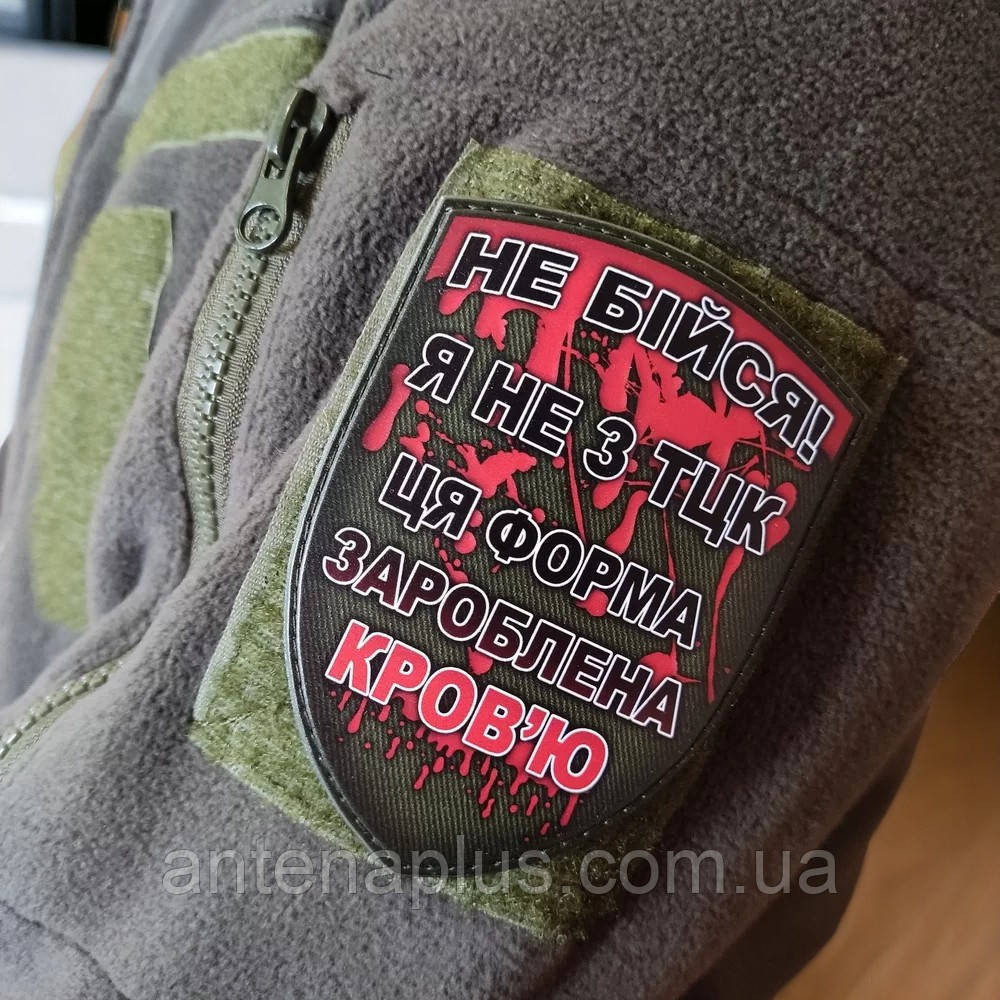 НЕ БІЙСЯ!
Я НЕ З ТЦК
ЦЯ ФОРМА
ЗАРОБЛЕНА
КРОВ'Ю
antenaplus.com.ua